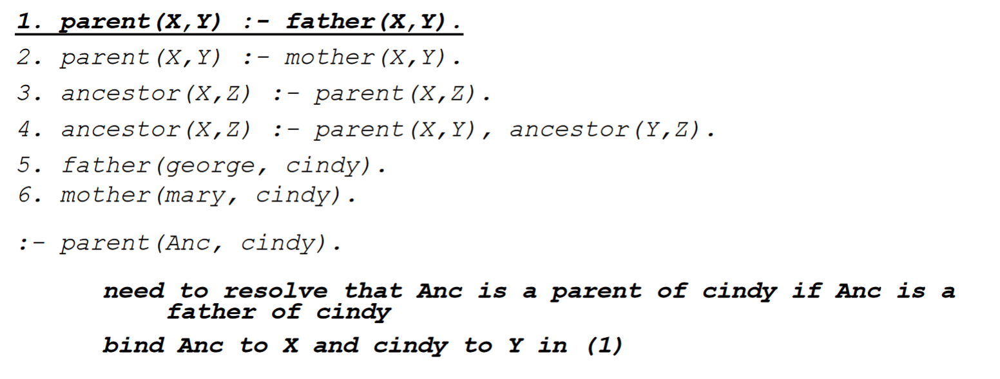 1. parent(X,Y) :- father(X,Y).
2. parent(X,Y) :- mother(X,Y).
3. ancestor(X,Z) :- parent(X,Z).
4. ancestor(X,Z) :- parent(X,Y), ancestor(Y,Z).
5. father(george, cindy).
6. mother(mary, cindy).
:- parent(Anc, cindy).
need to resolve that Anc is a parent of cindy if Anc is a
father of cindy
bind Anc to X and cindy to Y in (1)